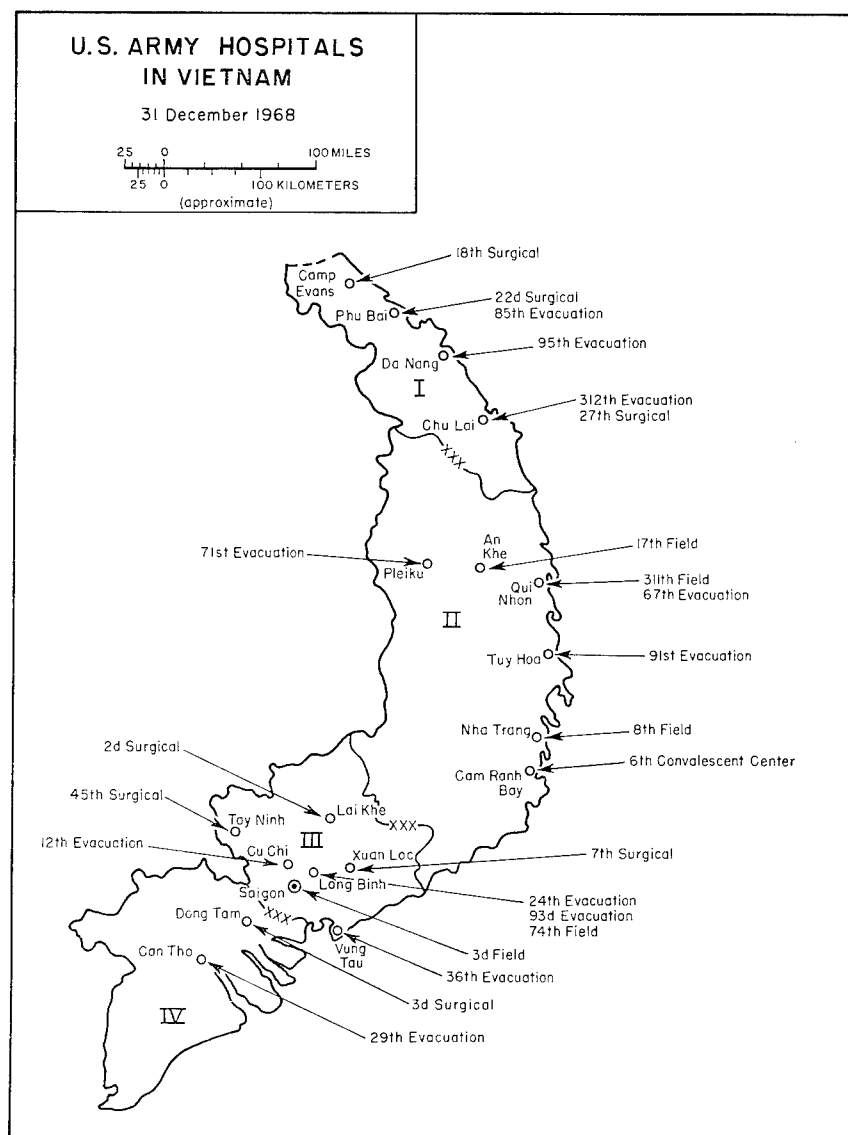 U.S. ARMY HOSPITALS
IN VIETNAM
31 December 1968
25 0 100 MILES
25 0 100 KILOMETERS
(approximate)
18th Surgical
Camp
Evans
22d Surgical
85th Evacuation
Phu Bai
95th Evacuation
Da Nang
I
312th Evacuation
27th Surgical
Chu Lai
XXX
71st Evacuation
Pleiku
An
Khe
17th Field
Qui
Nhon
311th Field
67th Evacuation
II
Tuy Hoa
91st Evacuation
Nha Trang
8th Field
2d Surgical
Cam Ranh
Bay
6th Convalescent Center
45th Surgical
Tay Ninh
Lai Khe
XXX
III
12th Evacuation
Cu Chi
Xuan Loc
7th Surgical
Long Binh
24th Evacuation
93d Evacuation
74th Field
Saigon
3d Field
XXX
Dong Tam
Vung
Tau
36th Evacuation
Can Tho
3d Surgical
IV
29th Evacuation